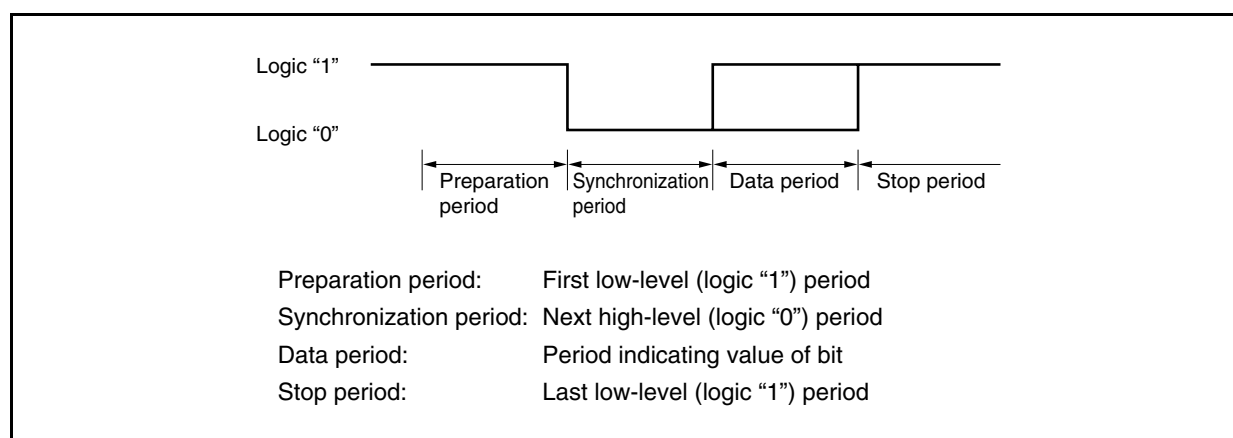 Logic “1”
Logic “0”
Preparation period
Synchronization period
Data period
Stop period
Preparation period: First low-level (logic “1”) period
Synchronization period: Next high-level (logic “0”) period
Data period: Period indicating value of bit
Stop period: Last low-level (logic “1”) period